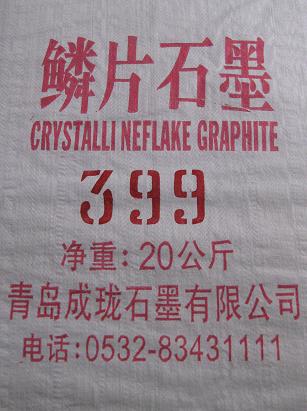 鳞片石墨
CRYSTALLI NEFLAKE GRAPHITE
399
净重：20公斤
青岛成珑石墨有限公司
电话：0532-83431111